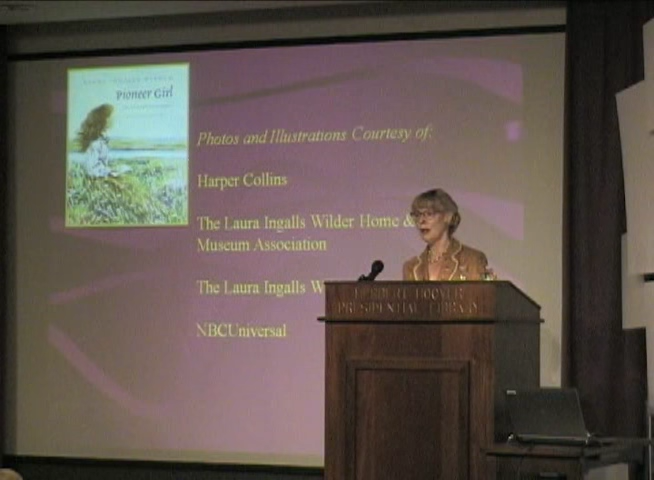 Pioneer Girl
Photos and Illustrations Courtesy of:
Harper Collins
The Laura Ingalls Wilder Home &
Museum Association
The Laura Ingalls W
NBCUniversal
HERBERT HOOVER
PRESIDENTIAL LIBRARY